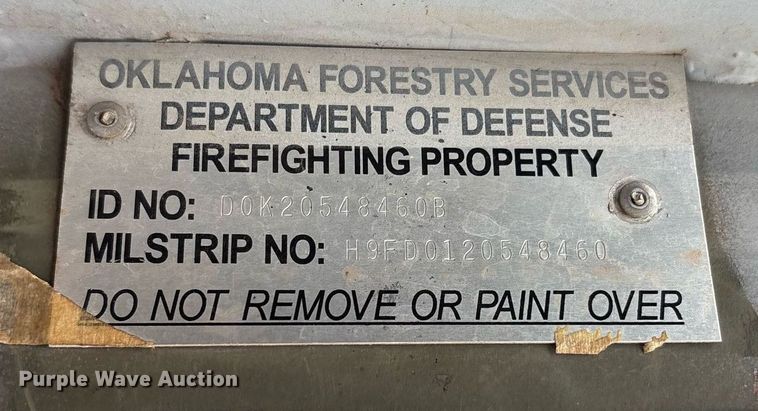 OKLAHOMA FORESTRY SERVICES
DEPARTMENT OF DEFENSE
FIREFIGHTING PROPERTY
ID NO: DOK20548460B
MILSTRIP NO: H9FD0120548460
DO NOT REMOVE OR PAINT OVER
Purple Wave Auction